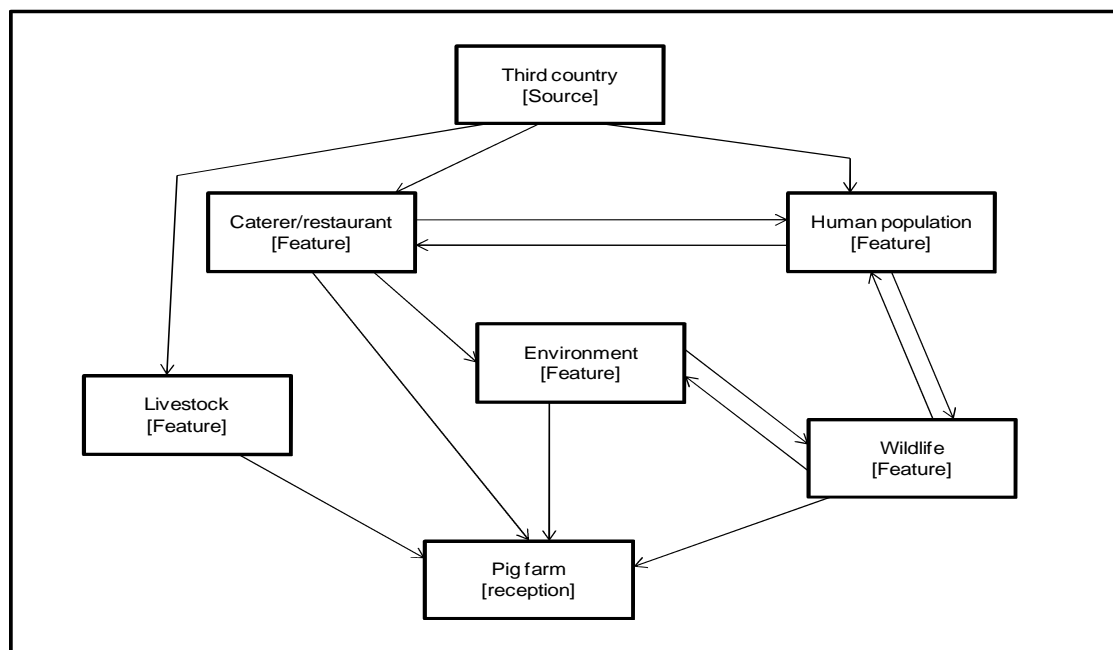 Third country
[Source]
Caterer/restaurant
[Feature]
Human population
[Feature]
Environment
[Feature]
Livestock
[Feature]
Wildlife
[Feature]
Pig farm
[reception]